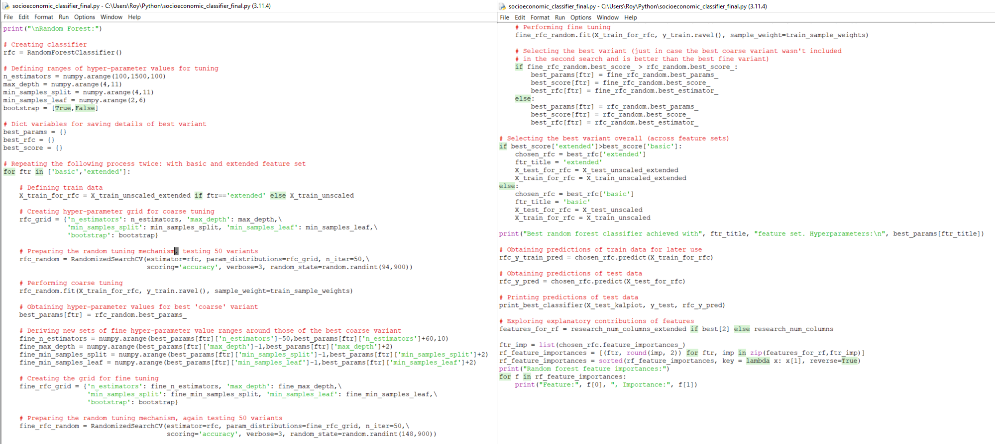 socioeconomic_classifier_final.py - C:\Users\Roy\Python\socioeconomic_classifier_final.py (3.11.4)
File Edit Format Run Options Window Help
print("\nRandom Forest:")

# Creating classifier
rfc = RandomForestClassifier()

# Defining ranges of hyper-parameter values for tuning
n_estimators = numpy.arange(100,1500,100)
max_depth = numpy.arange(4,11)
min_samples_split = numpy.arange(4,11)
min_samples_leaf = numpy.arange(2,6)
bootstrap = [True,False]

# Dict variables for saving details of best variant
best_params = {}
best_rfc = {}
best_score = {}

# Repeating the following process twice: with basic and extended feature set
for ftr in ['basic','extended']:

    # Defining train data
    X_train_for_rfc = X_train_unscaled_extended if ftr=='extended' else X_train_unscaled

    # Creating hyper-parameter grid for coarse tuning
    rfc_grid = {'n_estimators': n_estimators, 'max_depth': max_depth,\
                'min_samples_split': min_samples_split, 'min_samples_leaf': min_samples_leaf,\
                'bootstrap': bootstrap}

    # Preparing the random tuning mechanism, testing 50 variants
    rfc_random = RandomizedSearchCV(estimator=rfc, param_distributions=rfc_grid, n_iter=50,\
                                    scoring='accuracy', verbose=3, random_state=random.randint(94,900))

    # Performing coarse tuning
    rfc_random.fit(X_train_for_rfc, y_train.ravel(), sample_weight=train_sample_weights)

    # Obtaining hyper-parameter values for best 'coarse' variant
    best_params[ftr] = rfc_random.best_params_

    # Deriving new sets of fine hyper-parameter value ranges around those of the best coarse variant
    fine_n_estimators = numpy.arange(best_params[ftr]['n_estimators']-50,best_params[ftr]['n_estimators']+60,10)
    fine_max_depth = numpy.arange(best_params[ftr]['max_depth']-1,best_params[ftr]['max_depth']+2)
    fine_min_samples_split = numpy.arange(best_params[ftr]['min_samples_split']-1,best_params[ftr]['min_samples_split']+2)
    fine_min_samples_leaf = numpy.arange(best_params[ftr]['min_samples_leaf']-1,best_params[ftr]['min_samples_leaf']+2)

    # Creating the grid for fine tuning
    fine_rfc_grid = {'n_estimators': fine_n_estimators, 'max_depth': fine_max_depth,\
                     'min_samples_split': fine_min_samples_split, 'min_samples_leaf': fine_min_samples_leaf,\
                     'bootstrap': bootstrap}

    # Preparing the random tuning mechanism, again testing 50 variants
    fine_rfc_random = RandomizedSearchCV(estimator=rfc, param_distributions=fine_rfc_grid, n_iter=50,\
                                         scoring='accuracy', verbose=3, random_state=random.randint(148,900))
socioeconomic_classifier_final.py - C:\Users\Roy\Python\socioeconomic_classifier_final.py (3.11.4)
File Edit Format Run Options Window Help
    # Performing fine tuning
    fine_rfc_random.fit(X_train_for_rfc, y_train.ravel(), sample_weight=train_sample_weights)

    # Selecting the best variant (just in case the best coarse variant wasn't included
    # in the second search and is better than the best fine variant)
    if fine_rfc_random.best_score_ > rfc_random.best_score_:
        best_params[ftr] = fine_rfc_random.best_params_
        best_score[ftr] = fine_rfc_random.best_score_
        best_rfc[ftr] = fine_rfc_random.best_estimator_
    else:
        best_params[ftr] = rfc_random.best_params_
        best_score[ftr] = rfc_random.best_score_
        best_rfc[ftr] = rfc_random.best_estimator_

# Selecting the best variant overall (across feature sets)
if best_score['extended']>best_score['basic']:
    chosen_rfc = best_rfc['extended']
    ftr_title = 'extended'
    X_test_for_rfc = X_test_unscaled_extended
    X_train_for_rfc = X_train_unscaled_extended
else:
    chosen_rfc = best_rfc['basic']
    ftr_title = 'basic'
    X_test_for_rfc = X_test_unscaled
    X_train_for_rfc = X_train_unscaled

print("Best random forest classifier achieved with", ftr_title, "feature set. Hyperparameters:\n", best_params[ftr_title])

# Obtaining predictions of train data for later use
rfc_y_train_pred = chosen_rfc.predict(X_train_for_rfc)

# Obtaining predictions of test data
rfc_y_pred = chosen_rfc.predict(X_test_for_rfc)

# Printing predictions of test data
print_best_classifier(X_test_kalpiot, y_test, rfc_y_pred)

# Exploring explanatory contributions of features
features_for_rf = research_num_columns_extended if best[2] else research_num_columns

ftr_imp = list(chosen_rfc.feature_importances_)
rf_feature_importances = [(ftr, round(imp, 2)) for ftr, imp in zip(features_for_rf,ftr_imp)]
rf_feature_importances = sorted(rf_feature_importances, key = lambda x: x[1], reverse=True)
print("Random forest feature importances:")
for f in rf_feature_importances:
    print("Feature:", f[0], ", Importance:", f[1])